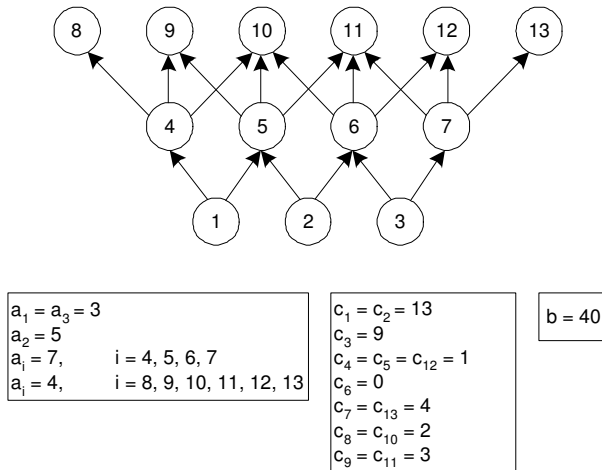 8 9 10 11 12 13
4 5 6 7
1 2 3
a₁ = a₃ = 3
a₂ = 5
aᵢ = 7, i = 4, 5, 6, 7
aᵢ = 4, i = 8, 9, 10, 11, 12, 13
c₁ = c₂ = 13
c₃ = 9
c₄ = c₅ = c₁₂ = 1
c₆ = 0
c₇ = c₁₃ = 4
c₈ = c₁₀ = 2
c₉ = c₁₁ = 3
b = 40